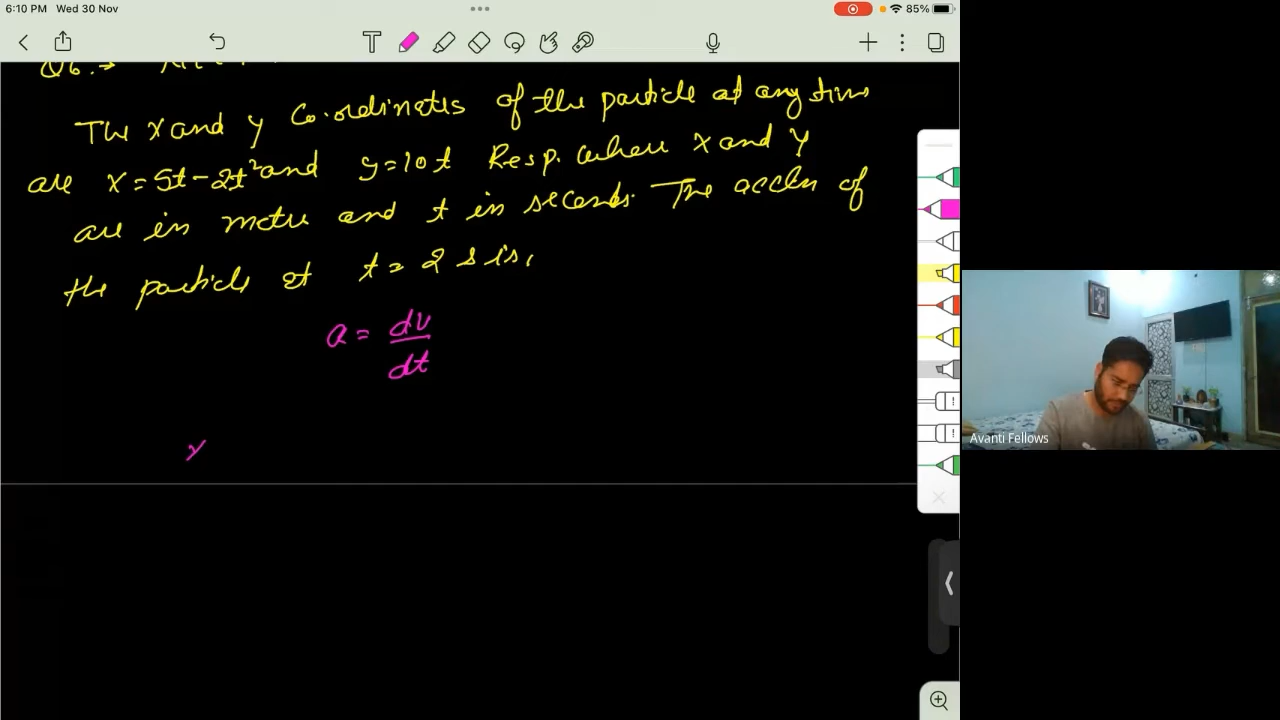 6:10 PM Wed 30 Nov
85%
The x and y Co-ordinates of the particle at any time
are x = 5t - 2t² and y = 10t Resp. where x and y
are in metre and t in seconds. The accln of
the particle at t = 2 s is,
a = dv
dt
x
Avanti Fellows